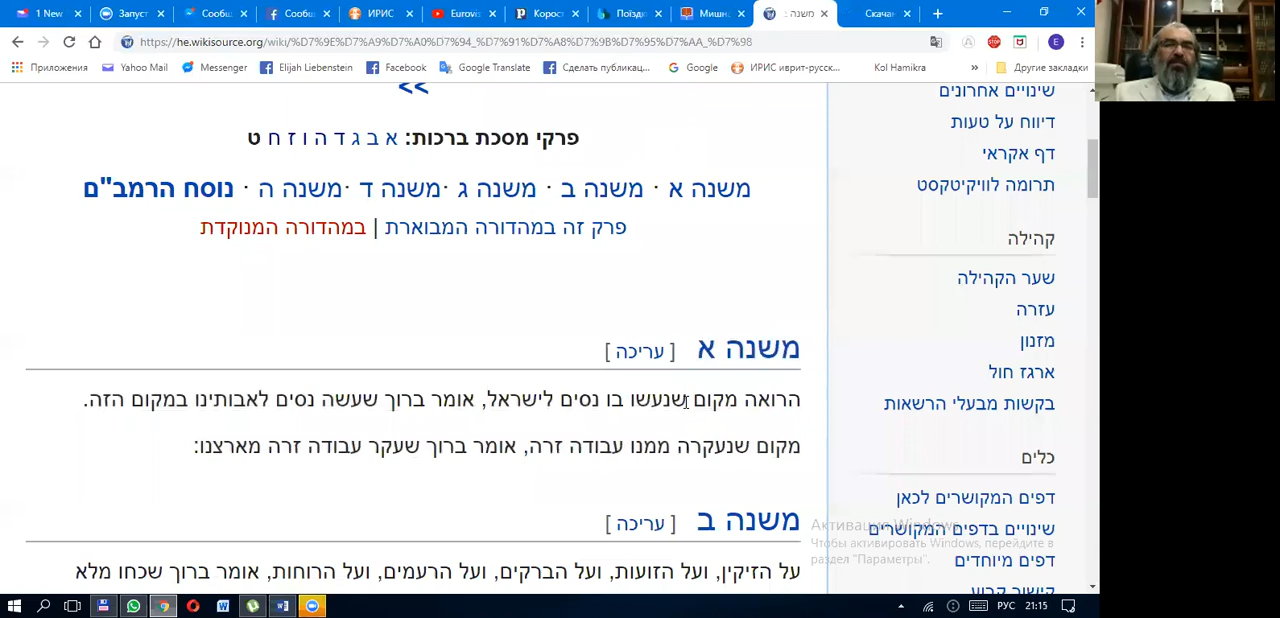 1 New
Запуст
Сообщ
Сообщ
ИРИС
Eurovis
Корост
Поїздк
Мишн
משנה :
Скачат
https://he.wikisource.org/wiki/%D7%9E%D7%A9%D7%A0%D7%94_%D7%91%D7%A8%D7%9B%D7%95%D7%AA_%D7%98
Приложения
Yahoo Mail
Messenger
Elijah Liebenstein
Facebook
Google Translate
Сделать публикац...
Google
ИРИС иврит-русск...
Kol Hamikra
»
Другие закладки
>>
פרקי מסכת ברכות: א ב ג ד ה ו ז ח ט
משנה א · משנה ב · משנה ג · משנה ד · משנה ה · נוסח הרמב"ם
פרק זה במהדורה המבוארת | במהדורה המנוקדת
משנה א [ עריכה ]
הרואה מקום שנעשו בו נסים לישראל, אומר ברוך שעשה נסים לאבותינו במקום הזה.
מקום שנעקרה ממנו עבודה זרה, אומר ברוך שעקר עבודה זרה מארצנו:
משנה ב [ עריכה ]
על הזיקין, ועל הזועות, ועל הברקים, ועל הרעמים, ועל הרוחות, אומר ברוך שכחו מלא
שינויים אחרונים
דיווח על טעות
דף אקראי
תרומה לוויקיטקסט
קהילה
שער הקהילה
עזרה
מזנון
ארגז חול
בקשות מבעלי הרשאות
כלים
דפים המקושרים לכאן
שינויים בדפים המקושרים
דפים מיוחדים
קישור קבוע
Активация Windows
Чтобы активировать Windows, перейдите в
раздел "Параметры".
РУС
21:15